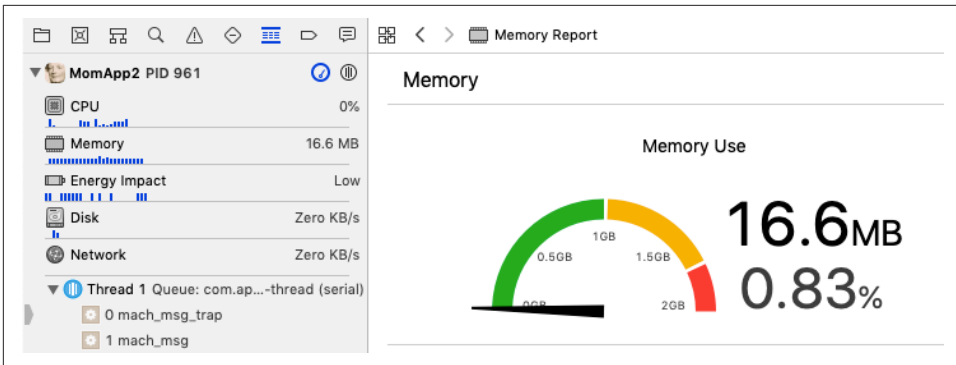 Memory Report
MomApp2 PID 961
CPU 0%
Memory 16.6 MB
Energy Impact Low
Disk Zero KB/s
Network Zero KB/s
Thread 1 Queue: com.ap...-thread (serial)
0 mach_msg_trap
1 mach_msg
Memory
Memory Use
0GB
0.5GB
1GB
1.5GB
2GB
16.6MB
0.83%